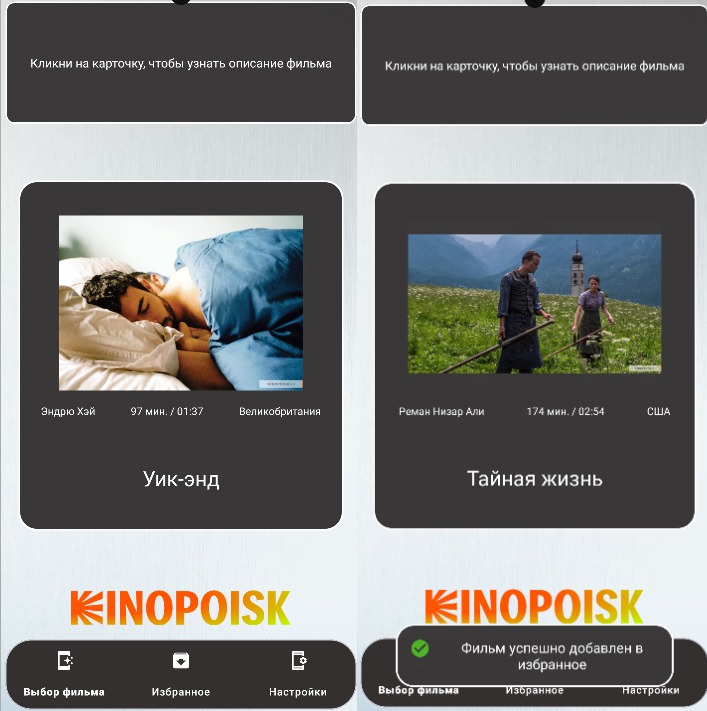 Кликни на карточку, чтобы узнать описание фильма
KINOPOISK.RU
Эндрю Хэй 97 мин. / 01:37 Великобритания
Уик-энд
KINOPOISK
Выбор фильма Избранное Настройки
Кликни на карточку, чтобы узнать описание фильма
Реман Низар Али 174 мин. / 02:54 США
Тайная жизнь
KINOPOISK
Фильм успешно добавлен в
избранное
Выбор фильма Избранное Настройки